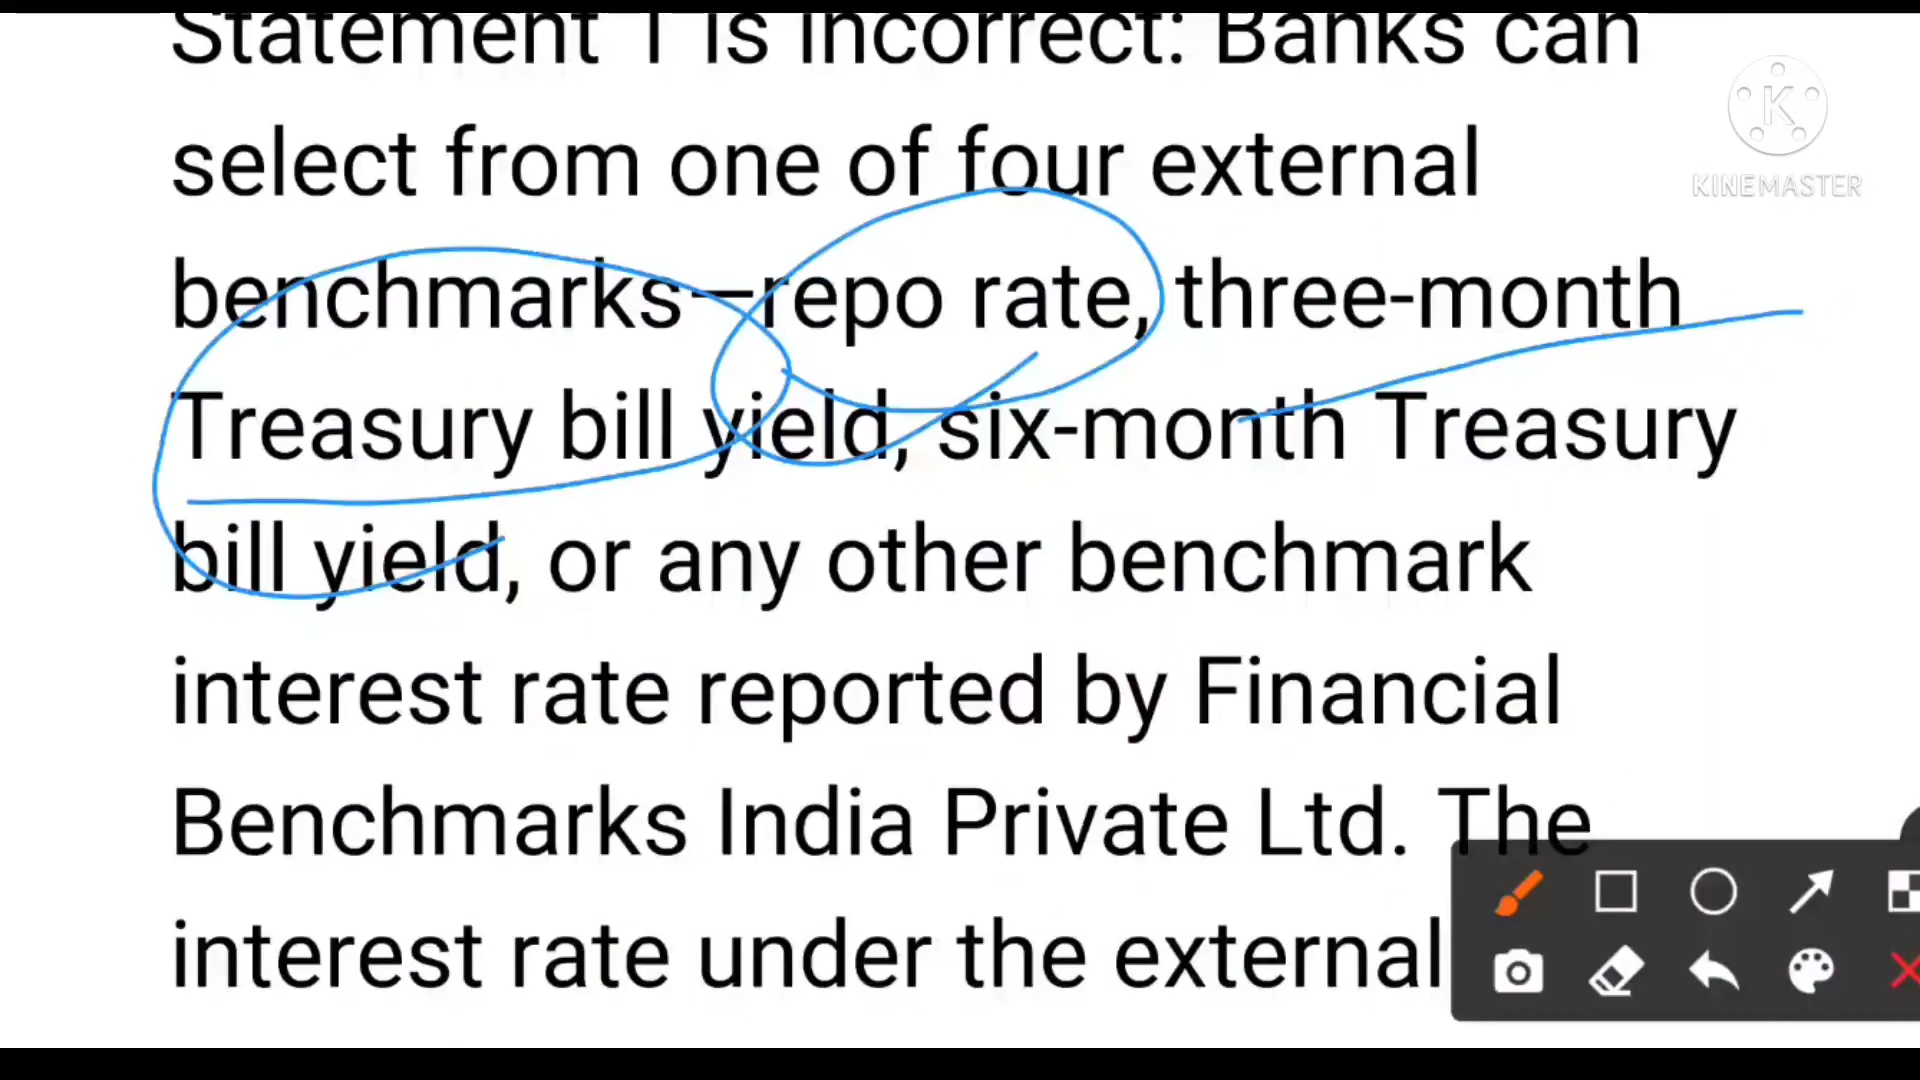 Statement 1 is incorrect: Banks can
select from one of four external
benchmarks—repo rate, three-month
Treasury bill yield, six-month Treasury
bill yield, or any other benchmark
interest rate reported by Financial
Benchmarks India Private Ltd. The
interest rate under the external
K
KINEMASTER